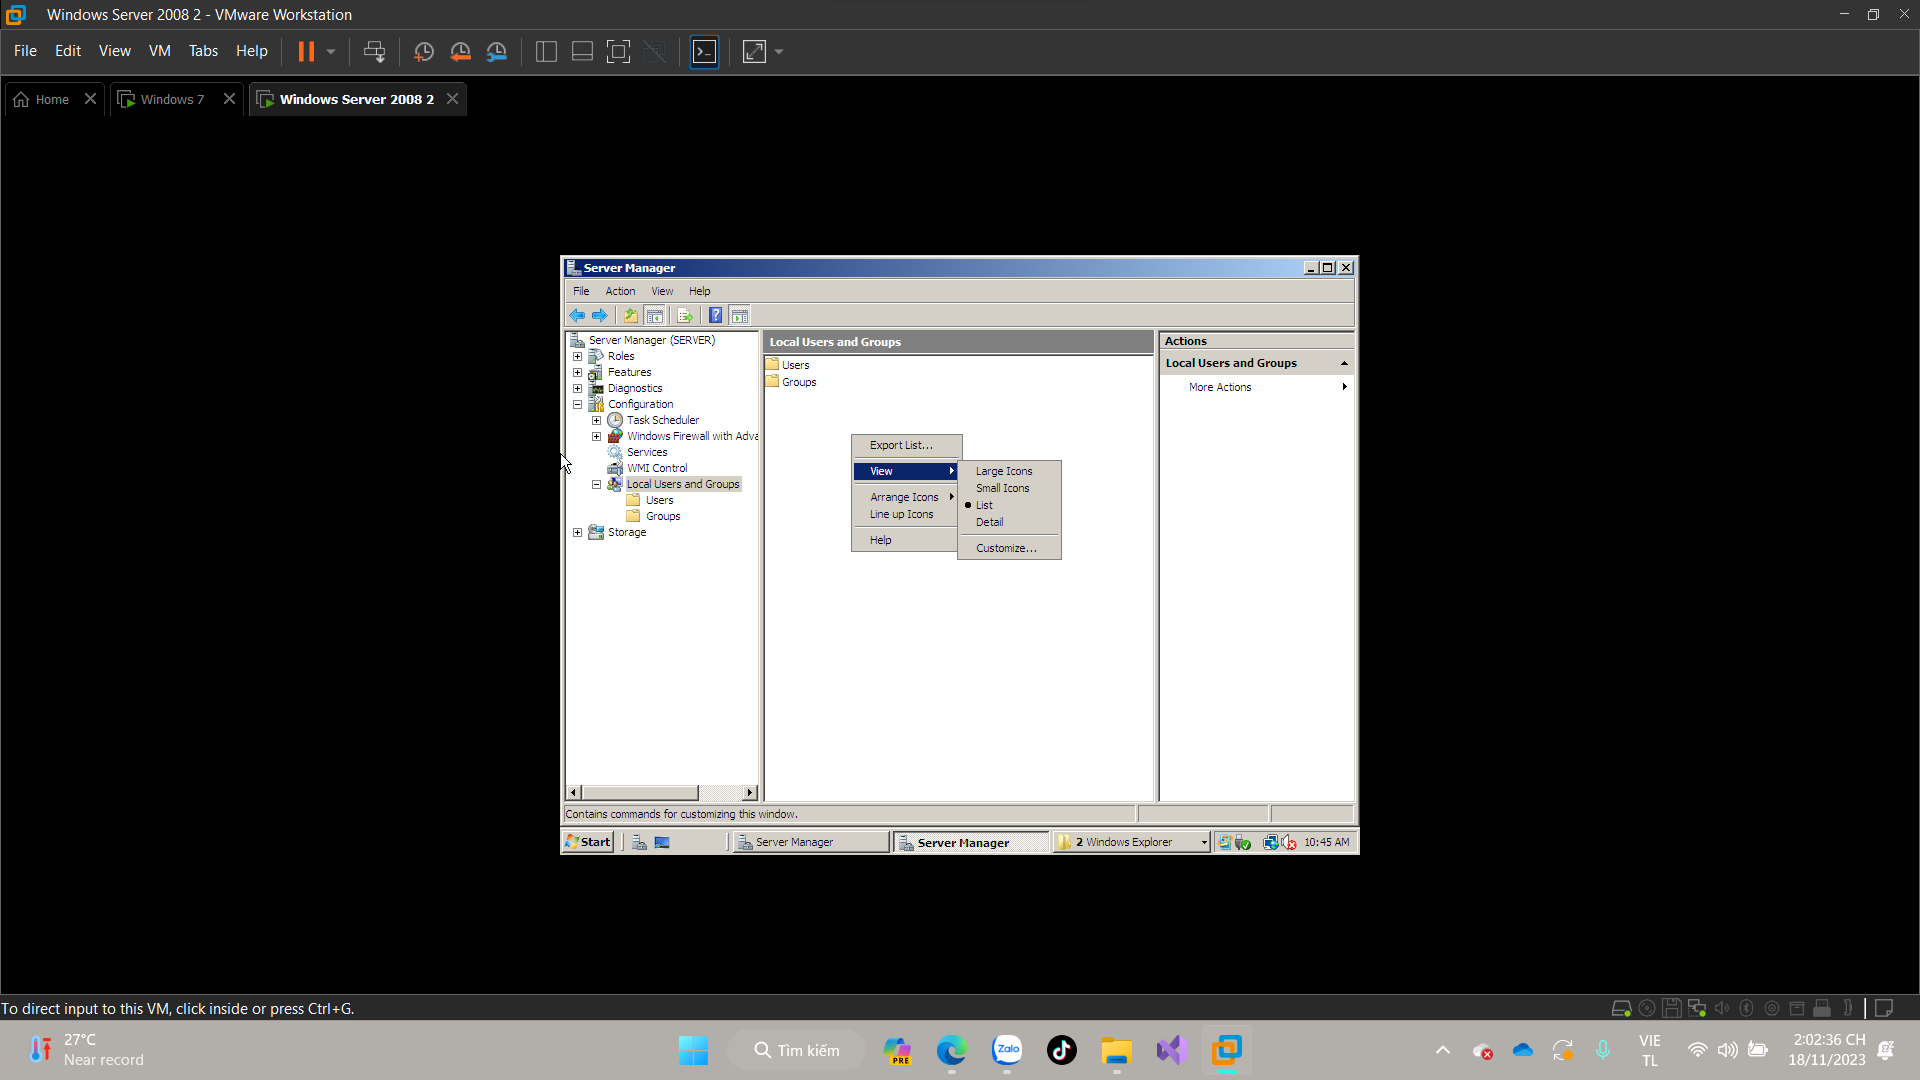 Windows Server 2008 2 - VMware Workstation
File Edit View VM Tabs Help
Home
Windows 7
Windows Server 2008 2
Server Manager
File Action View Help
Server Manager (SERVER)
Roles
Features
Diagnostics
Configuration
Task Scheduler
Windows Firewall with Adva
Services
WMI Control
Local Users and Groups
Users
Groups
Storage
Local Users and Groups
Users
Groups
Export List...
View
Arrange Icons
Line up Icons
Help
Large Icons
Small Icons
List
Detail
Customize...
Actions
Local Users and Groups
More Actions
Contains commands for customizing this window.
Start
Server Manager
Server Manager
2 Windows Explorer
10:45 AM
To direct input to this VM, click inside or press Ctrl+G.
27°C
Near record
Tìm kiếm
PRE
Zalo
VIE
TL
2:02:36 CH
18/11/2023